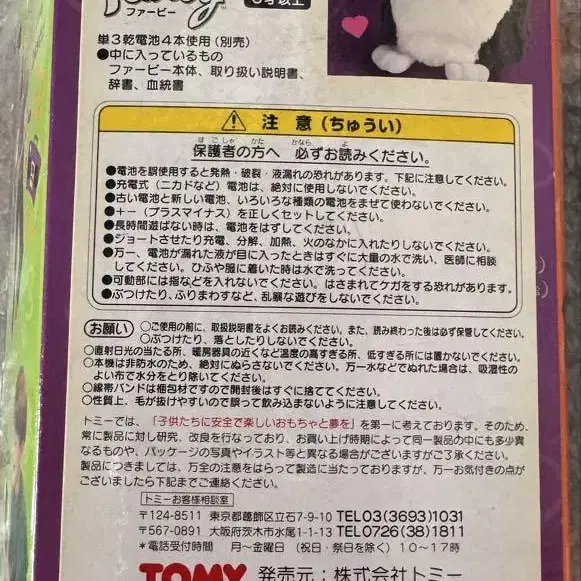 Furby
ファービー
単3乾電池4本使用(別売)
●中に入っているもの
ファービー本体、取り扱い説明書、
辞書、血統書
注意(ちゅうい)
ほごしゃ かた かなら よ
保護者の方へ 必ずお読みください。
●電池を誤使用すると発熱・破裂・液漏れの恐れがあります。下記に注意してください。
●充電式(ニカドなど)電池は、絶対に使用しないでください。
●古い電池と新しい電池、いろいろな種類の電池をまぜて使わないでください。
●+-(プラスマイナス)を正しくセットしてください。
●長時間遊ばない時は、電池をはずしてください。
●ショートさせたり充電、分解、加熱、火のなかに入れたりしないでください。
●万一、電池が漏れた液が目に入ったときはすぐに大量の水で洗い、医師に相談
してください。ひふや服に着いた時は水で洗ってください。
●可動部には指などを入れないでください。はさまれてケガをする恐れがあります。
●ぶつけたり、ふりまわすなど、乱暴な遊びをしないでください。
お願い ○ご使用の前に、取扱説明書をよくお読みください。また、読み終わった後は必ず保管してください。
○ぶつけたり、落としたりしないでください。
○直射日光の当たる所、暖房器具の近くなど温度の高すぎる所、低すぎる所には置かないでください。
○本機は非防水のため、絶対にぬらさないでください。万一水などでぬれた場合は、吸湿性の
よい布で水分をとり除いてください。
○線帯バンドは梱包材ですので開封後はすぐに捨ててください。
○性質上、毛が抜けやすいので誤って飲み込まないように注意してください。
トミーでは、「子供たちに安全で楽しいおもちゃと夢を」を第一に考えております。そのため、
常に製品に対し研究、改良を行なっており、お買い上げ時期によって同一製品の中にも多少異
なるものや、パッケージの写真やイラスト等と異なる場合がございますがご了承ください。
製品につきましては、万全の注意をはらって製造に当たっておりますが、万一お気付きの点が
ございましたら下記までご連絡ください。
トミーお客様相談室
〒124-8511 東京都葛飾区立石7-9-10 TEL03(3693)1031
〒567-0891 大阪府茨木市水尾1-1-13 TEL0726(38)1811
*電話受付時間 月〜金曜日(祝日・祭日を除く)10〜17時
TOMY 発売元:株式会社トミー